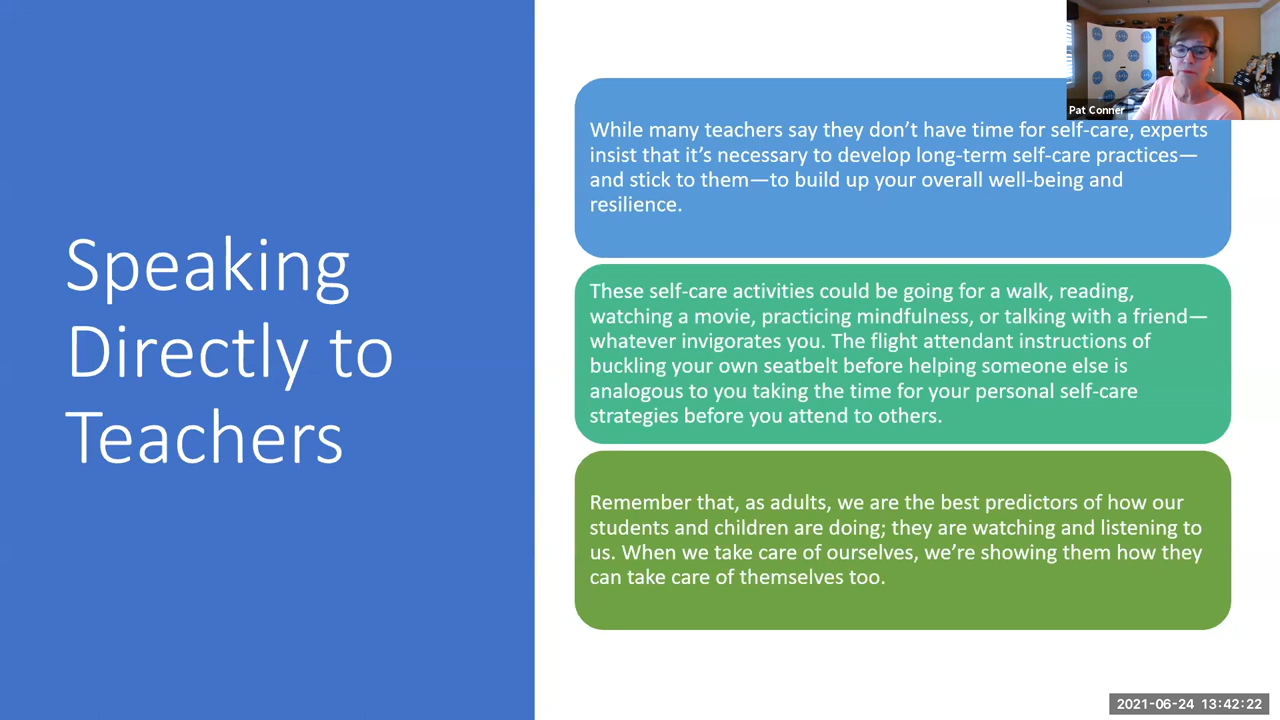 Speaking
Directly to
Teachers
Pat Conner
While many teachers say they don’t have time for self-care, experts
insist that it’s necessary to develop long-term self-care practices—
and stick to them—to build up your overall well-being and
resilience.
These self-care activities could be going for a walk, reading,
watching a movie, practicing mindfulness, or talking with a friend—
whatever invigorates you. The flight attendant instructions of
buckling your own seatbelt before helping someone else is
analogous to you taking the time for your personal self-care
strategies before you attend to others.
Remember that, as adults, we are the best predictors of how our
students and children are doing; they are watching and listening to
us. When we take care of ourselves, we’re showing them how they
can take care of themselves too.
2021-06-24 13:42:22